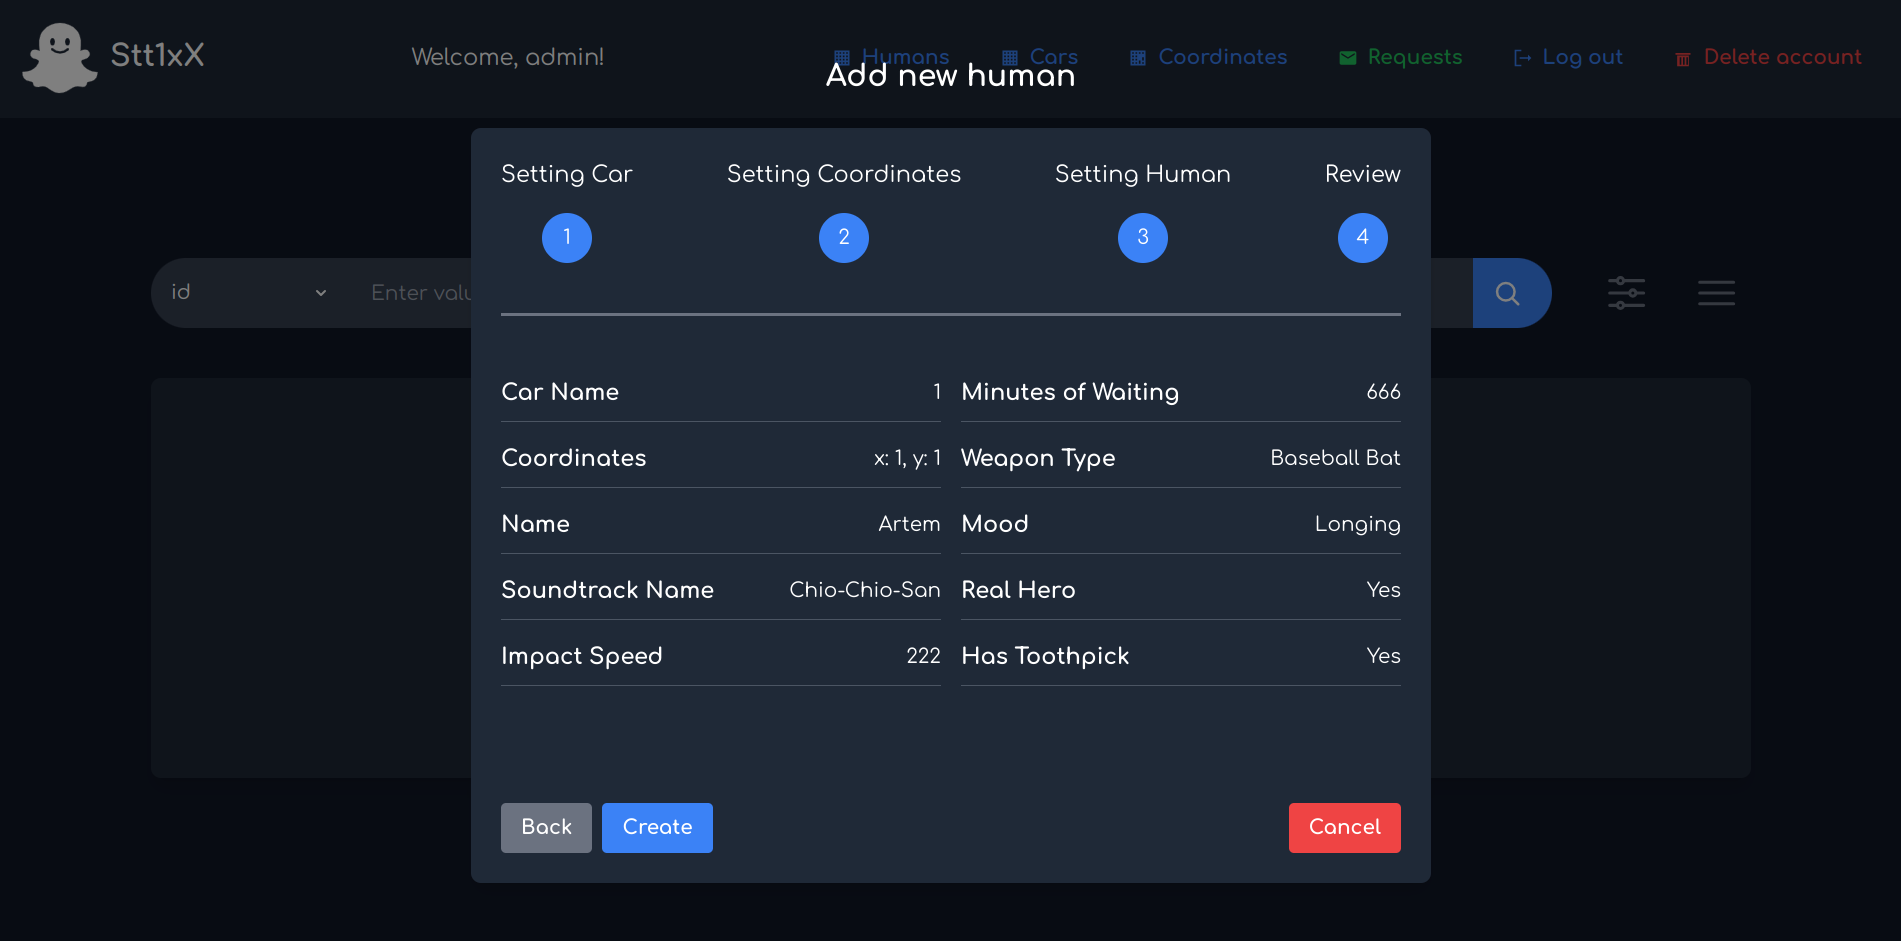 Stt1xX
Welcome, admin!
Humans
Cars
Coordinates
Requests
Log out
Delete account
Add new human
Setting Car
Setting Coordinates
Setting Human
Review
1
2
3
4
id
Enter valu
Car Name 1
Minutes of Waiting 666
Coordinates x: 1, y: 1
Weapon Type Baseball Bat
Name Artem
Mood Longing
Soundtrack Name Chio-Chio-San
Real Hero Yes
Impact Speed 222
Has Toothpick Yes
Back
Create
Cancel